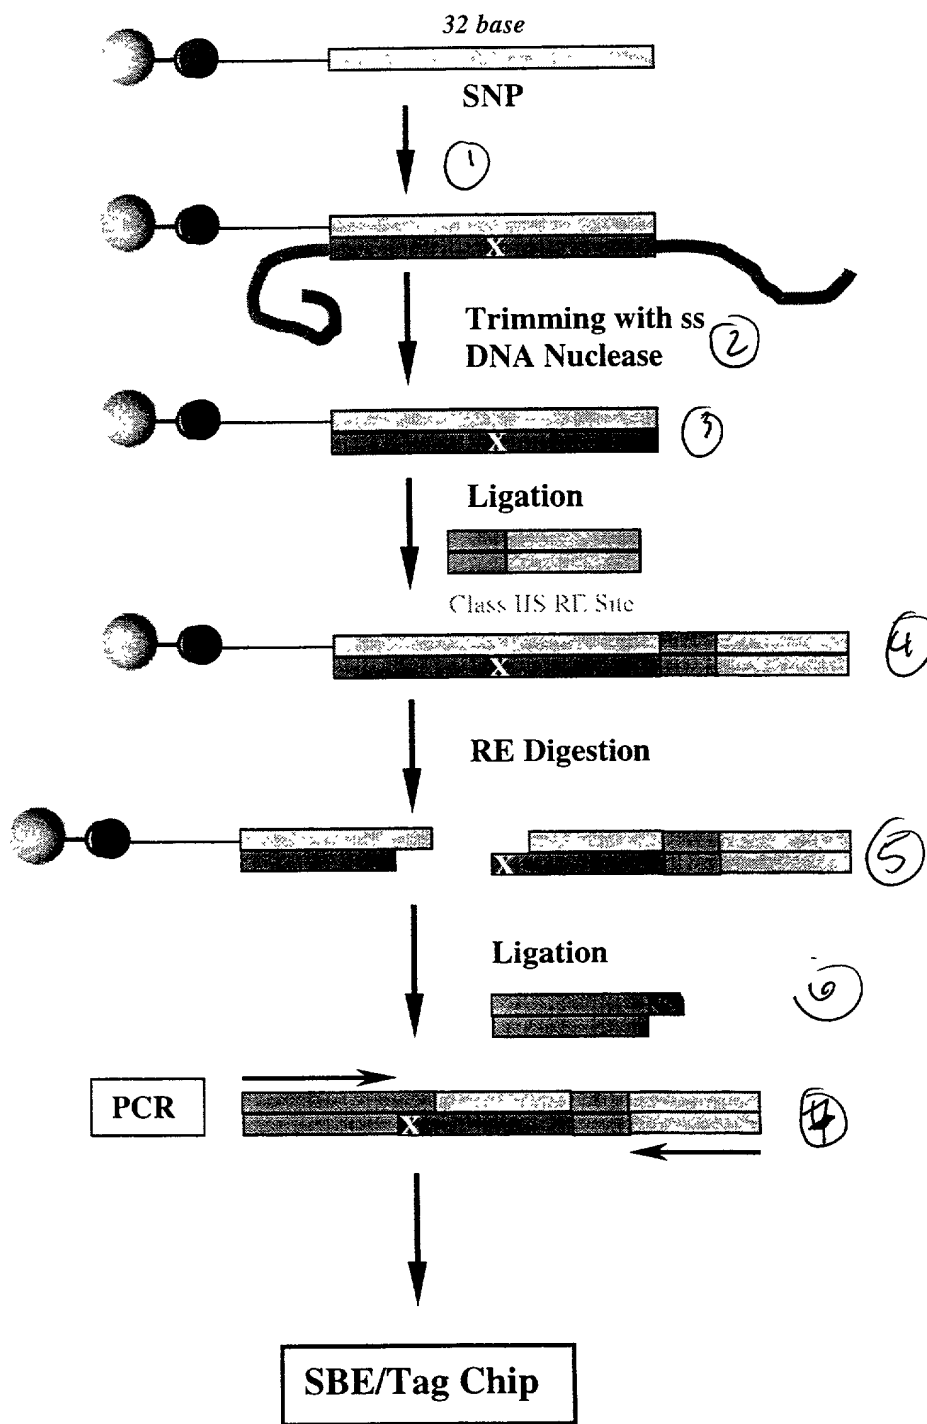 32 base
SNP
1
X
Trimming with ss
DNA Nuclease
2
X
3
Ligation
Class IIS RE Site
X
4
RE Digestion
X
5
Ligation
6
PCR
X
SBE/Tag Chip